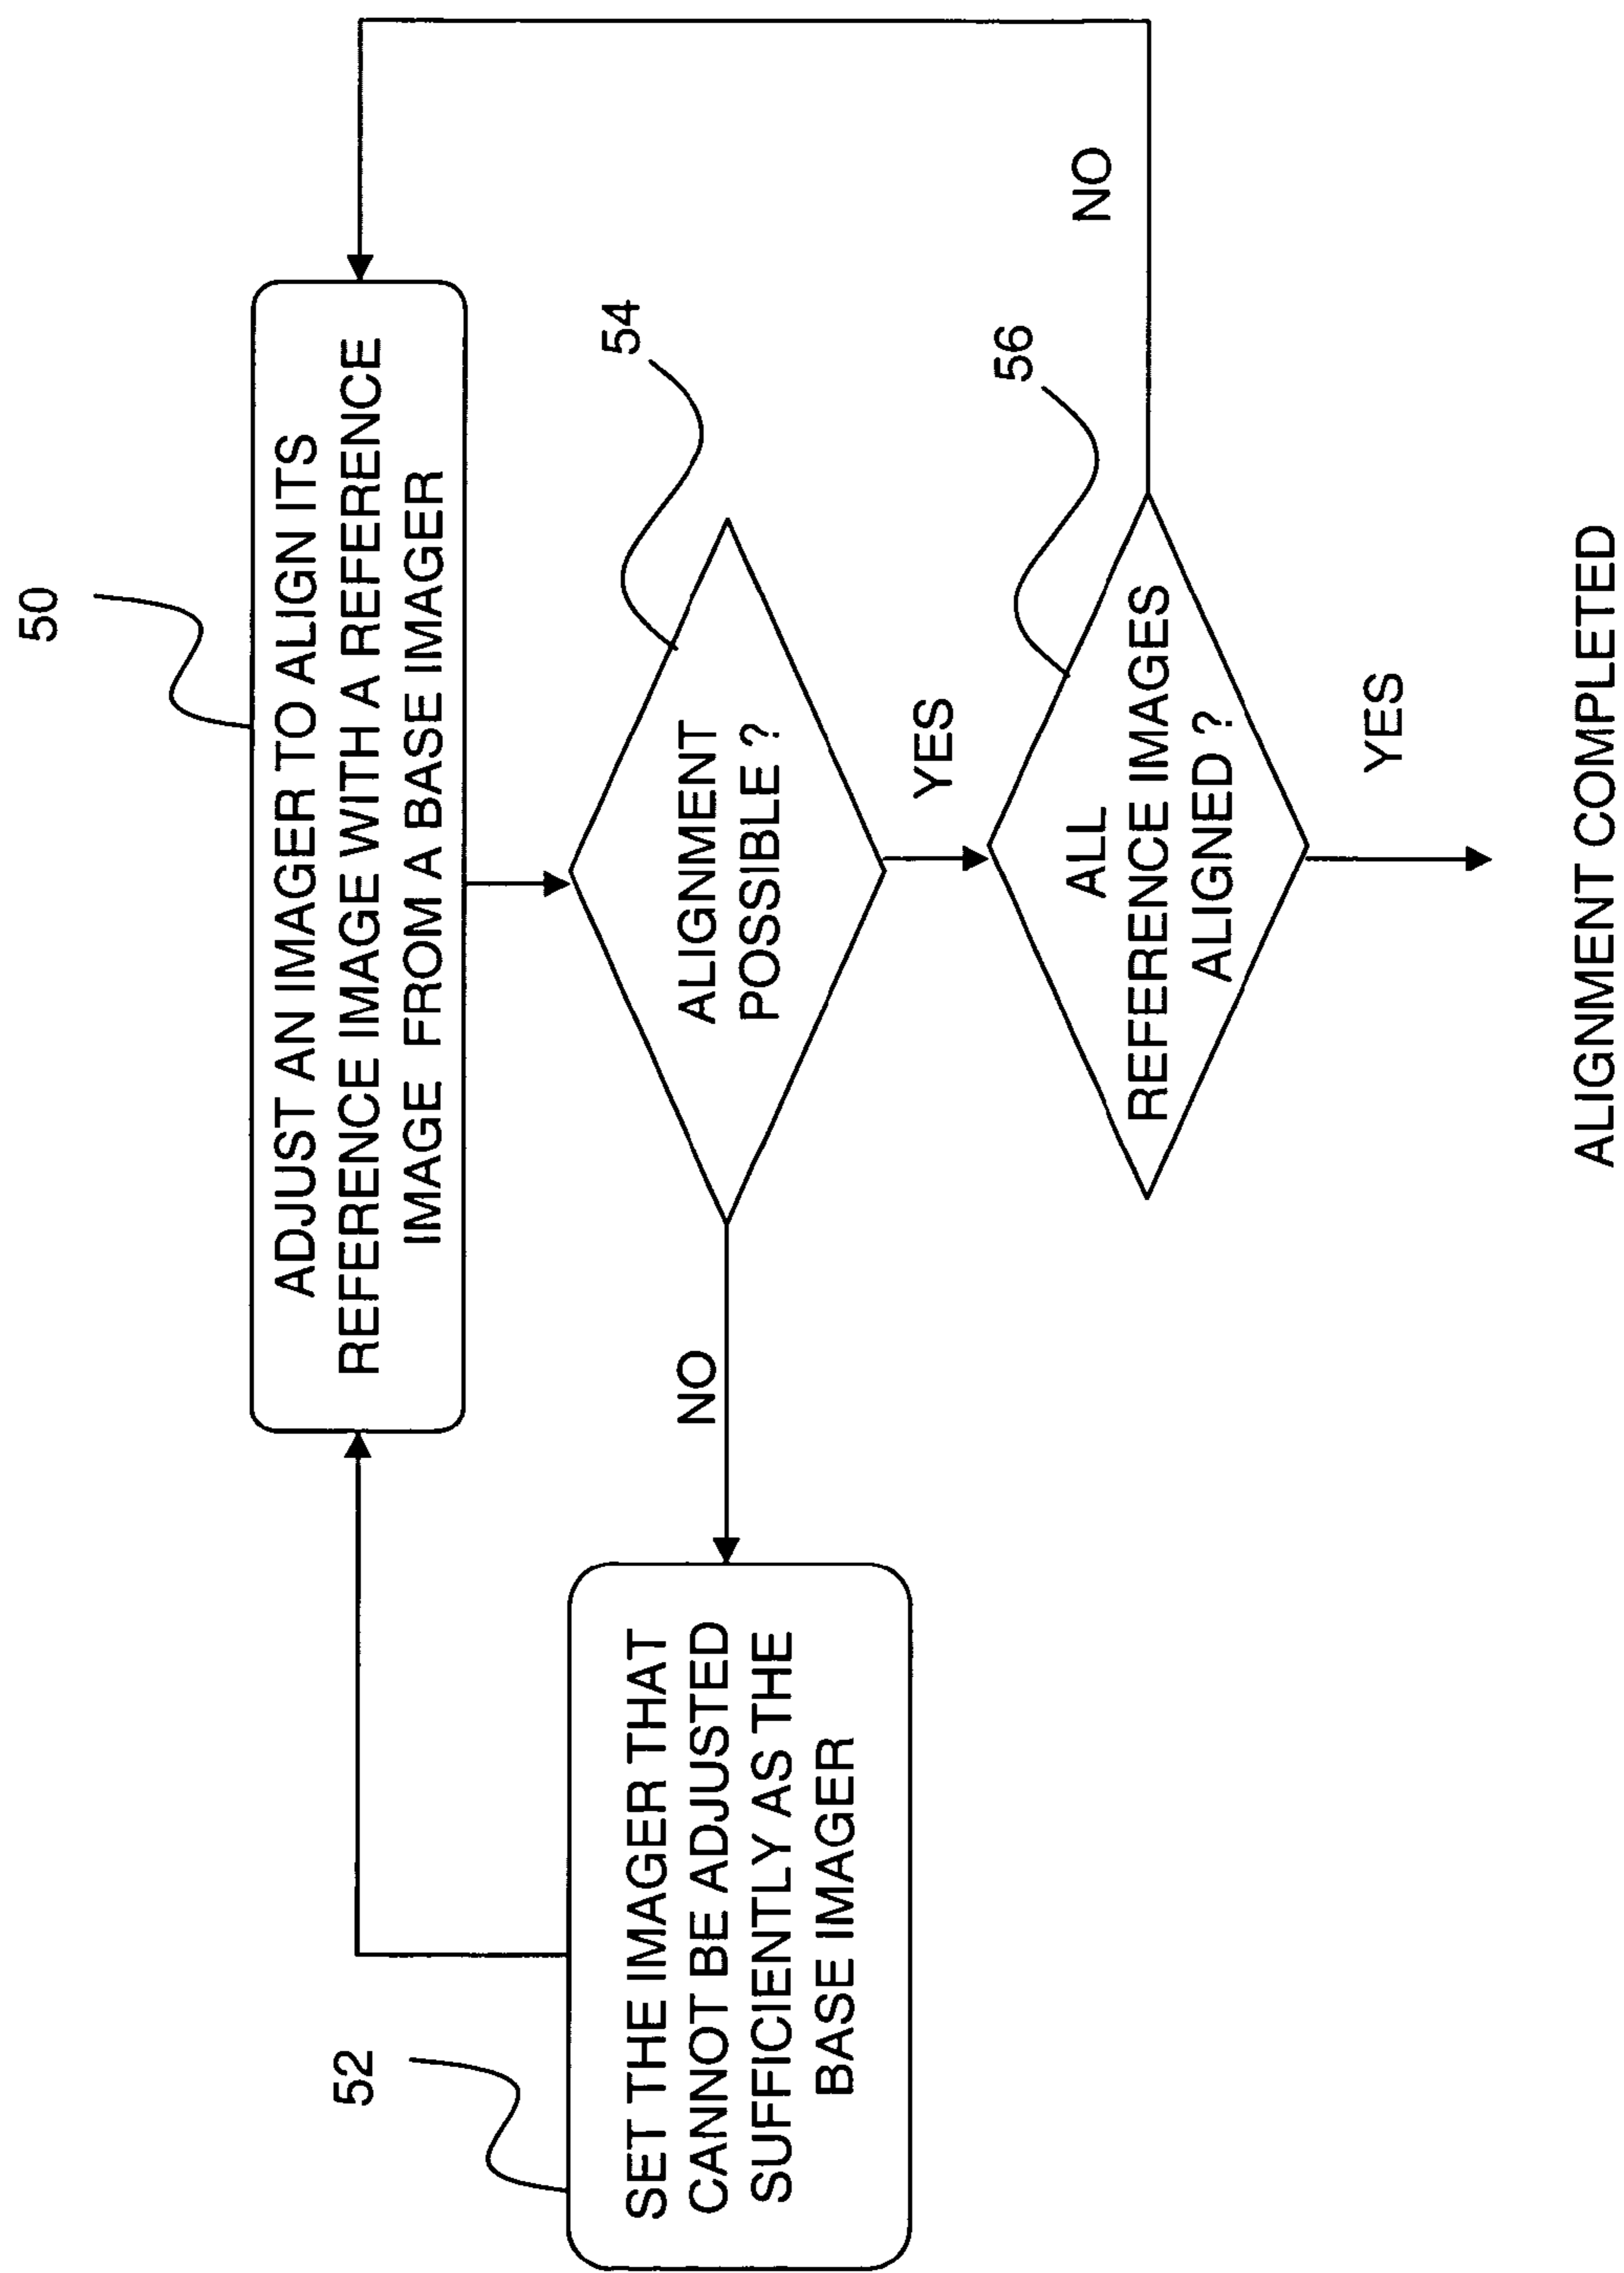 50
ADJUST AN IMAGER TO ALIGN ITS
REFERENCE IMAGE WITH A REFERENCE
IMAGE FROM A BASE IMAGER
54
ALIGNMENT
POSSIBLE ?
NO
52
SET THE IMAGER THAT
CANNOT BE ADJUSTED
SUFFICIENTLY AS THE
BASE IMAGER
YES
56
ALL
REFERENCE IMAGES
ALIGNED ?
NO
YES
ALIGNMENT COMPLETED